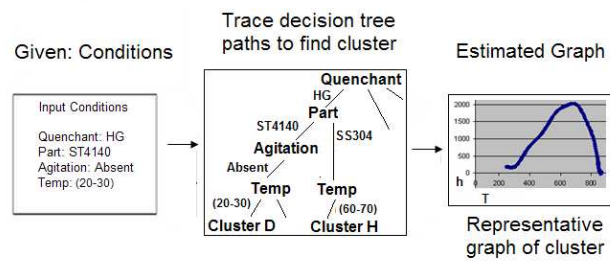 Given: Conditions
Input Conditions
Quenchant: HG
Part: ST4140
Agitation: Absent
Temp: (20-30)
Trace decision tree
paths to find cluster
Quenchant
HG
Part
ST4140
SS304
Agitation
Absent
Temp
Temp
(20-30)
(60-70)
Cluster D
Cluster H
Estimated Graph
2000
1500
1000
500
0
h
0 200 400 600 800
T
Representative
graph of cluster